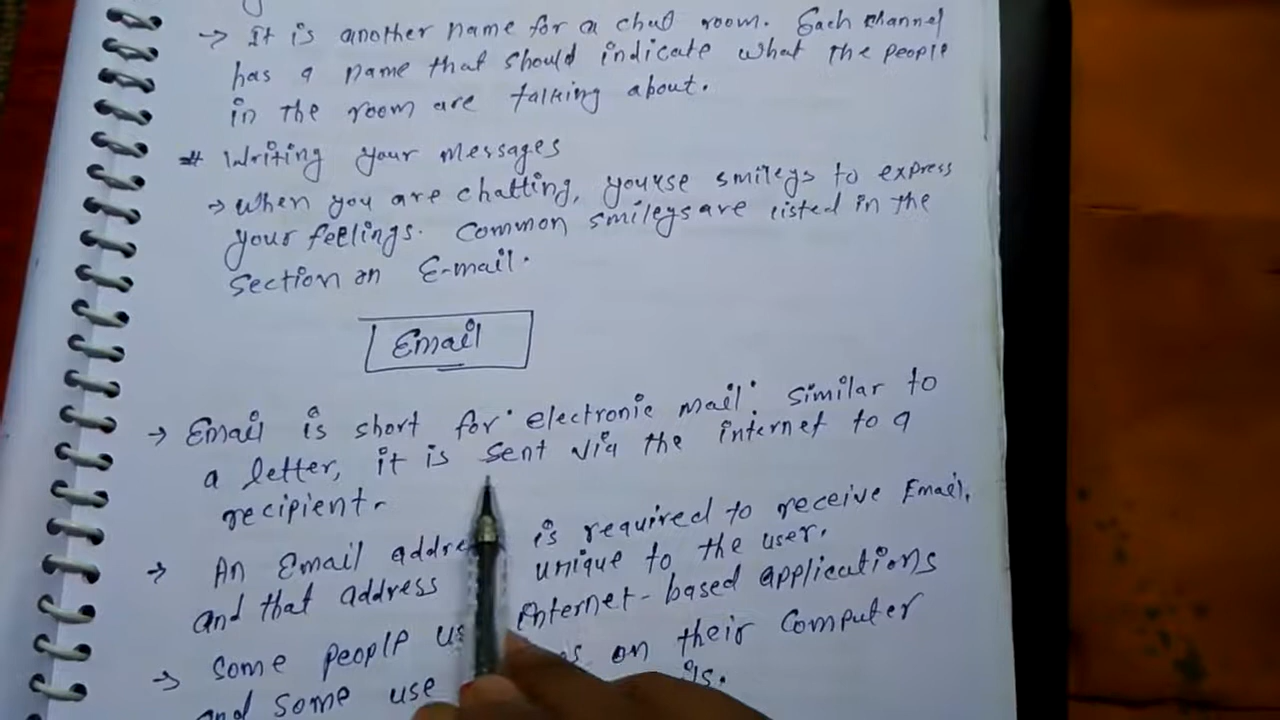 → It is another name for a chat room. Each channel
has a name that should indicate what the people
in the room are talking about.
# Writing your messages
→ When you are chatting, youuse smileys to express
your feelings. Common smileys are listed in the
section on E-mail.
Email
→ Email is short for 'electronic mail' similar to
a letter, it is sent via the internet to a
recipient.
→ An Email is required to receive Email,
and that address unique to the user.
→ Some people internet-based applications
on their computer
and some use